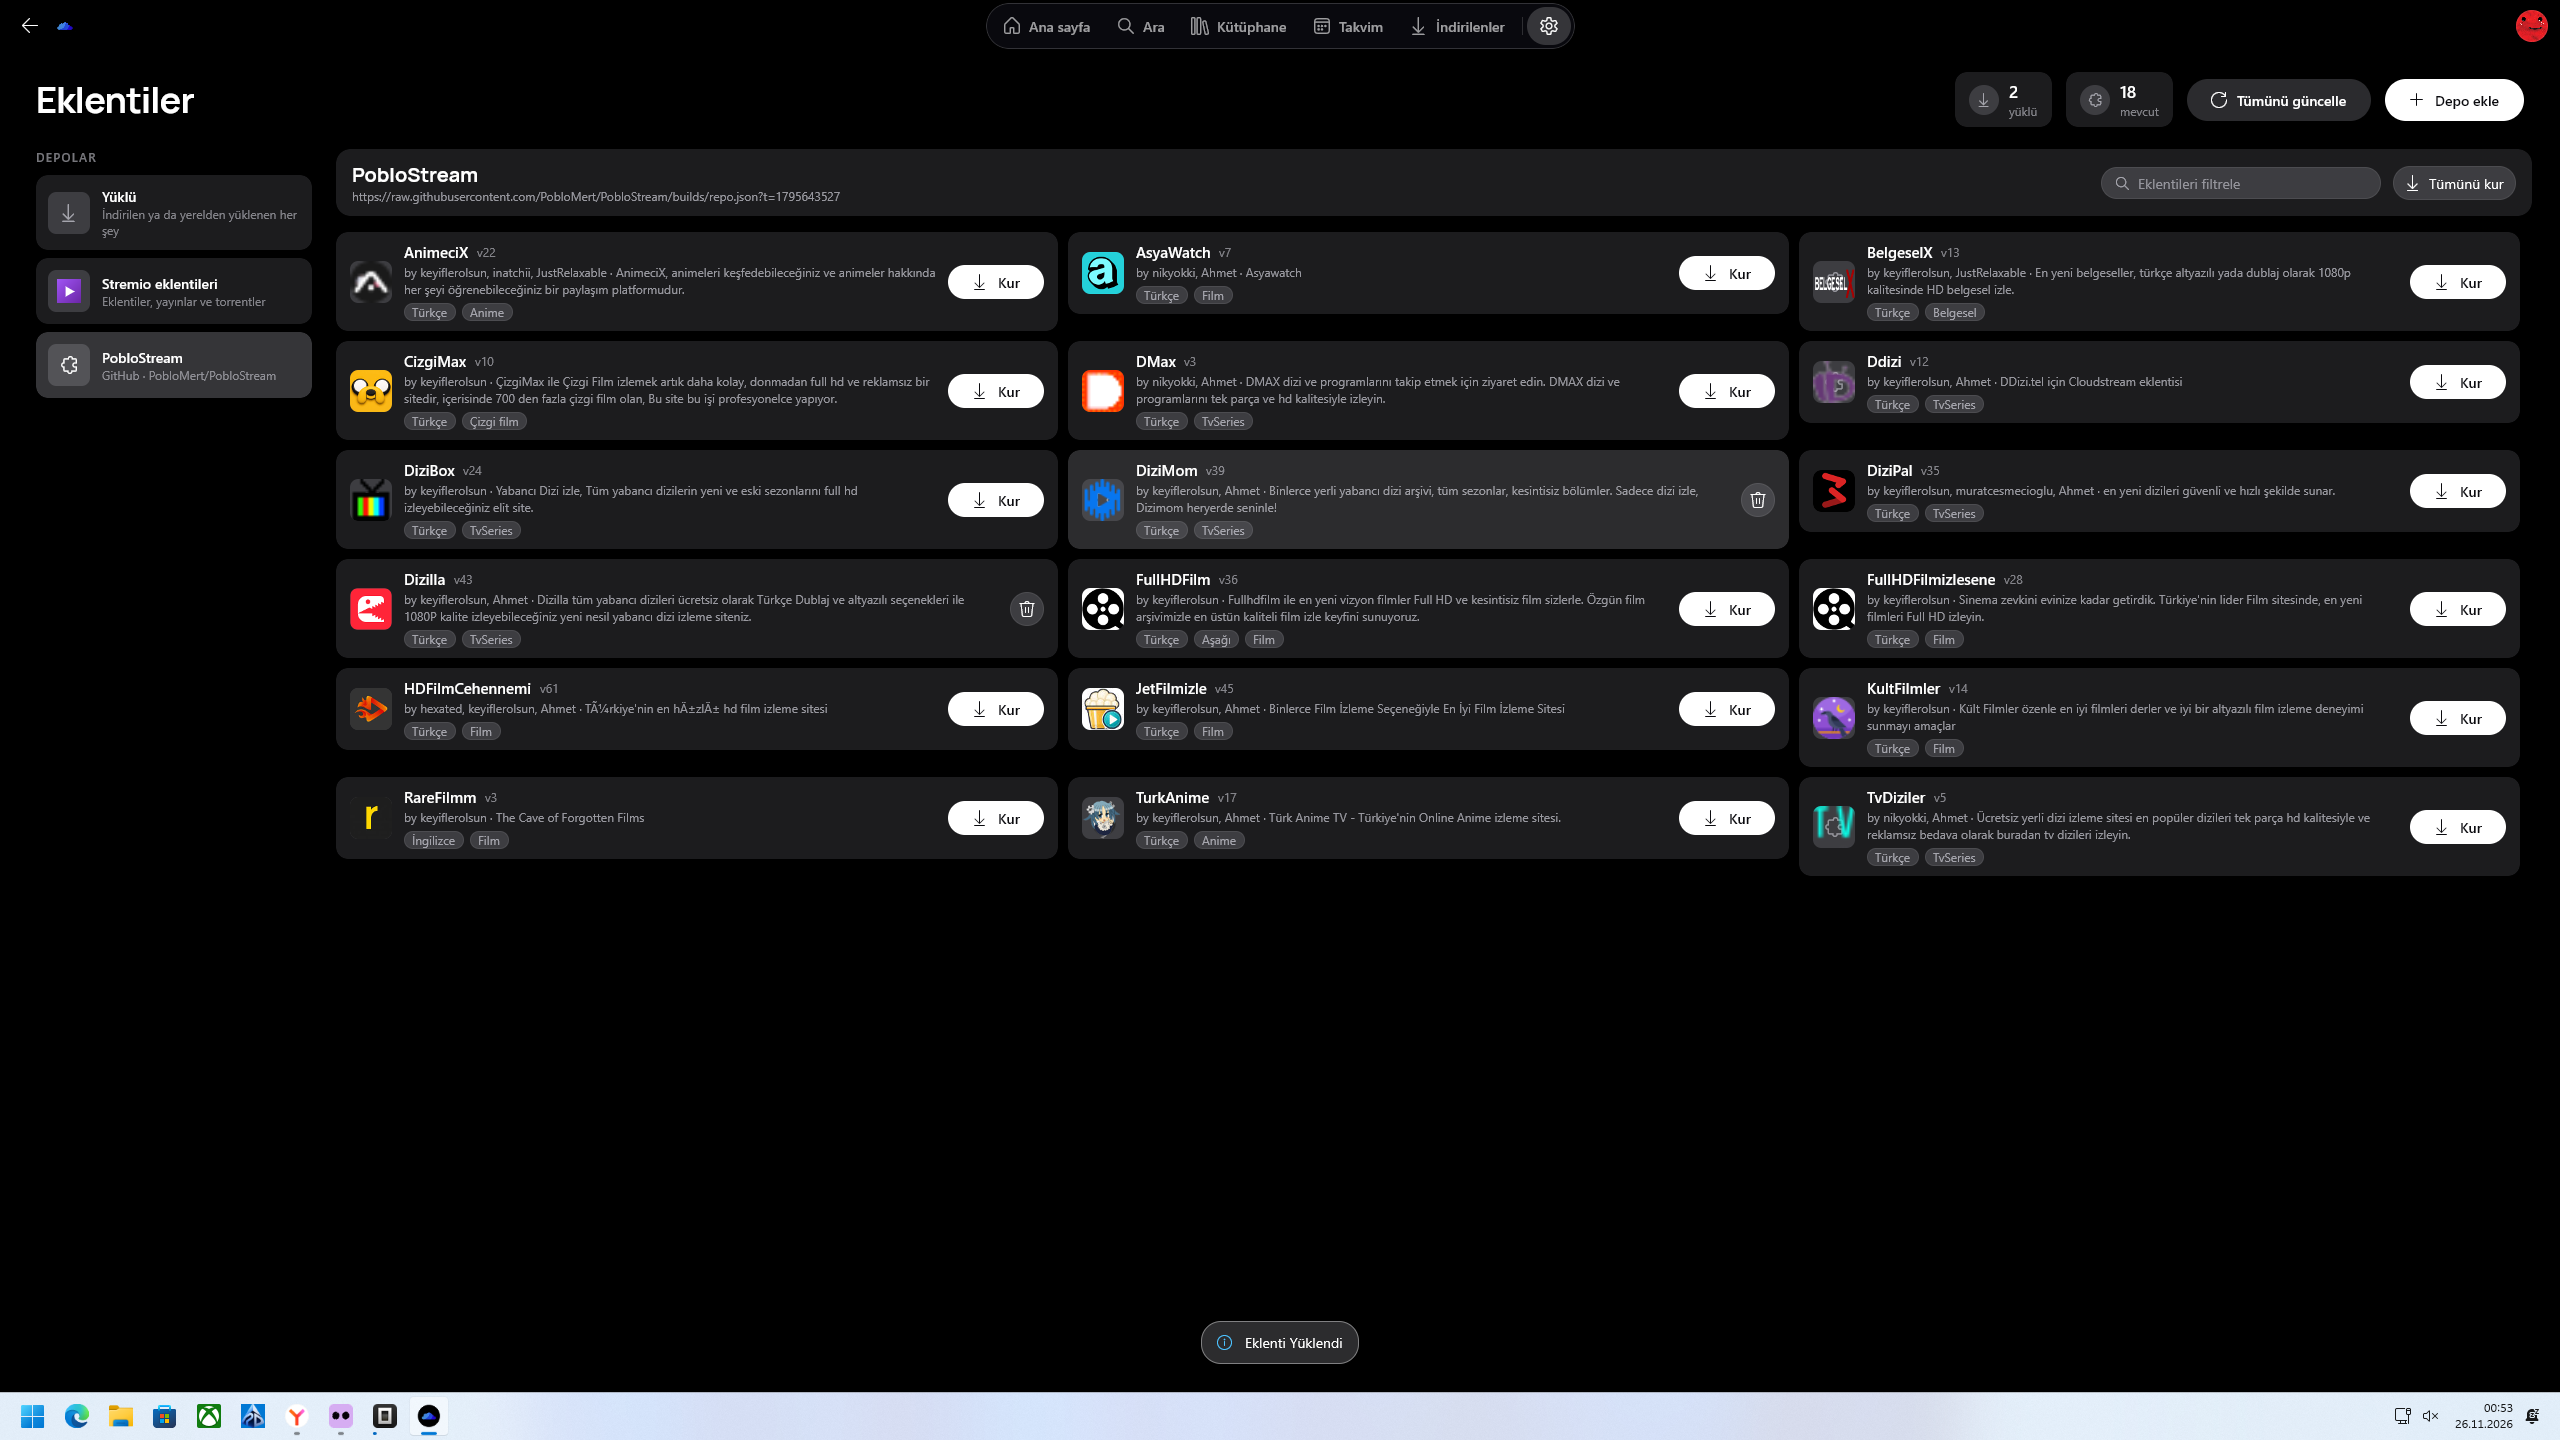 Ana sayfa
Ara
Kütüphane
Takvim
İndirilenler
Eklentiler
2
yüklü
18
mevcut
Tümünü güncelle
Depo ekle
DEPOLAR
Yüklü
İndirilen ya da yerelden yüklenen her
şey
Stremio eklentileri
Eklentiler, yayınlar ve torrentler
PobloStream
GitHub · PobloMert/PobloStream
PobloStream
https://raw.githubusercontent.com/PobloMert/PobloStream/builds/repo.json?t=1795643527
Eklentileri filtrele
Tümünü kur
AnimeciX v22
by keyiflerolsun, inatchii, JustRelaxable · AnimeciX, animeleri keşfedebileceğiniz ve animeler hakkında
her şeyi öğrenebileceğiniz bir paylaşım platformudur.
Türkçe Anime
Kur
AsyaWatch v7
by nikyokki, Ahmet · Asyawatch
Türkçe Film
Kur
BELGESELX
BelgeselX v13
by keyiflerolsun, JustRelaxable · En yeni belgeseller, türkçe altyazılı yada dublaj olarak 1080p
kalitesinde HD belgesel izle.
Türkçe Belgesel
Kur
CizgiMax v10
by keyiflerolsun · ÇizgiMax ile Çizgi Film izlemek artık daha kolay, donmadan full hd ve reklamsız bir
sitedir, içerisinde 700 den fazla çizgi film olan, Bu site bu işi profesyonelce yapıyor.
Türkçe Çizgi film
Kur
DMax v3
by nikyokki, Ahmet · DMAX dizi ve programlarını takip etmek için ziyaret edin. DMAX dizi ve
programlarını tek parça ve hd kalitesiyle izleyin.
Türkçe TvSeries
Kur
Ddizi v12
by keyiflerolsun, Ahmet · DDizi.tel için Cloudstream eklentisi
Türkçe TvSeries
Kur
DiziBox v24
by keyiflerolsun · Yabancı Dizi izle, Tüm yabancı dizilerin yeni ve eski sezonlarını full hd
izleyebileceğiniz elit site.
Türkçe TvSeries
Kur
DiziMom v39
by keyiflerolsun, Ahmet · Binlerce yerli yabancı dizi arşivi, tüm sezonlar, kesintisiz bölümler. Sadece dizi izle,
Dizimom heryerde seninle!
Türkçe TvSeries
DiziPal v35
by keyiflerolsun, muratcesmecioglu, Ahmet · en yeni dizileri güvenli ve hızlı şekilde sunar.
Türkçe TvSeries
Kur
Dizilla v43
by keyiflerolsun, Ahmet · Dizilla tüm yabancı dizileri ücretsiz olarak Türkçe Dublaj ve altyazılı seçenekleri ile
1080P kalite izleyebileceğiniz yeni nesil yabancı dizi izleme siteniz.
Türkçe TvSeries
FullHDFilm v36
by keyiflerolsun · Fullhdfilm ile en yeni vizyon filmler Full HD ve kesintisiz film sizlerle. Özgün film
arşivimizle en üstün kaliteli film izle keyfini sunuyoruz.
Türkçe Aşağı Film
Kur
FullHDFilmizlesene v28
by keyiflerolsun · Sinema zevkini evinize kadar getirdik. Türkiye'nin lider Film sitesinde, en yeni
filmleri Full HD izleyin.
Türkçe Film
Kur
HDFilmCehennemi v61
by hexated, keyiflerolsun, Ahmet · TÃ¼rkiye'nin en hÄ±zlÄ± hd film izleme sitesi
Türkçe Film
Kur
JetFilmizle v45
by keyiflerolsun, Ahmet · Binlerce Film İzleme Seçeneğiyle En İyi Film İzleme Sitesi
Türkçe Film
Kur
KultFilmler v14
by keyiflerolsun · Kült Filmler özenle en iyi filmleri derler ve iyi bir altyazılı film izleme deneyimi
sunmayı amaçlar
Türkçe Film
Kur
r
RareFilmm v3
by keyiflerolsun · The Cave of Forgotten Films
İngilizce Film
Kur
TurkAnime v17
by keyiflerolsun, Ahmet · Türk Anime TV - Türkiye'nin Online Anime izleme sitesi.
Türkçe Anime
Kur
TvDiziler v5
by nikyokki, Ahmet · Ücretsiz yerli dizi izleme sitesi en popüler dizileri tek parça hd kalitesiyle ve
reklamsız bedava olarak buradan tv dizileri izleyin.
Türkçe TvSeries
Kur
Eklenti Yüklendi
00:53
26.11.2026